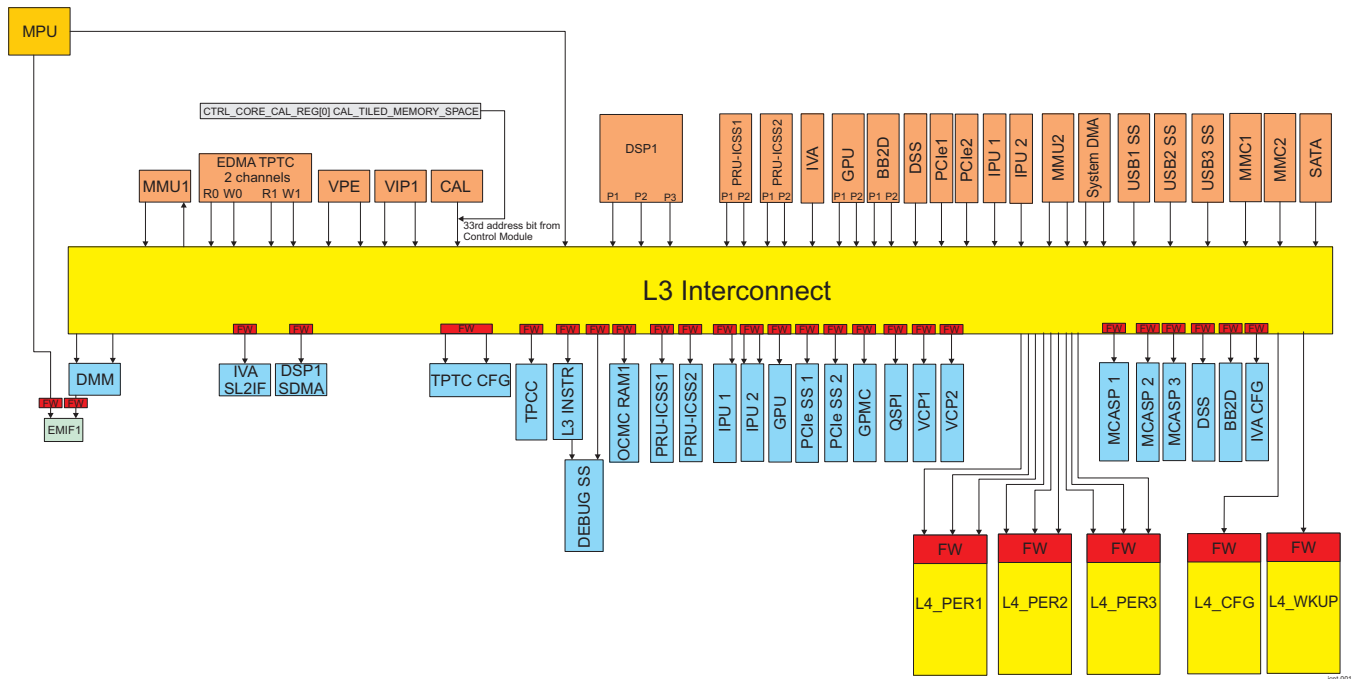 MPU
CTRL_CORE_CAL_REG[0] CAL_TILED_MEMORY_SPACE
MMU1
EDMA TPTC
2 channels
R0 W0 R1 W1
VPE
VIP1
CAL
33rd address bit from
Control Module
DSP1
P1 P2 P3
PRU-ICSS1
P1 P2
PRU-ICSS2
P1 P2
IVA
GPU
P1 P2
BB2D
P1 P2
DSS
PCIe1
PCIe2
IPU 1
IPU 2
MMU2
System DMA
USB1 SS
USB2 SS
USB3 SS
MMC1
MMC2
SATA
L3 Interconnect
FW FW FW FW FW FW FW FW FW FW FW FW FW FW FW FW FW FW FW FW FW FW FW FW
DMM
FW FW
EMIF1
IVA
SL2IF
DSP1
SDMA
TPTC CFG
TPCC
L3 INSTR
DEBUG SS
OCMC RAM1
PRU-ICSS1
PRU-ICSS2
IPU 1
IPU 2
GPU
PCIe SS 1
PCIe SS 2
GPMC
QSPI
VCP1
VCP2
MCASP 1
MCASP 2
MCASP 3
DSS
BB2D
IVA CFG
FW FW FW FW FW
L4_PER1
L4_PER2
L4_PER3
L4_CFG
L4_WKUP